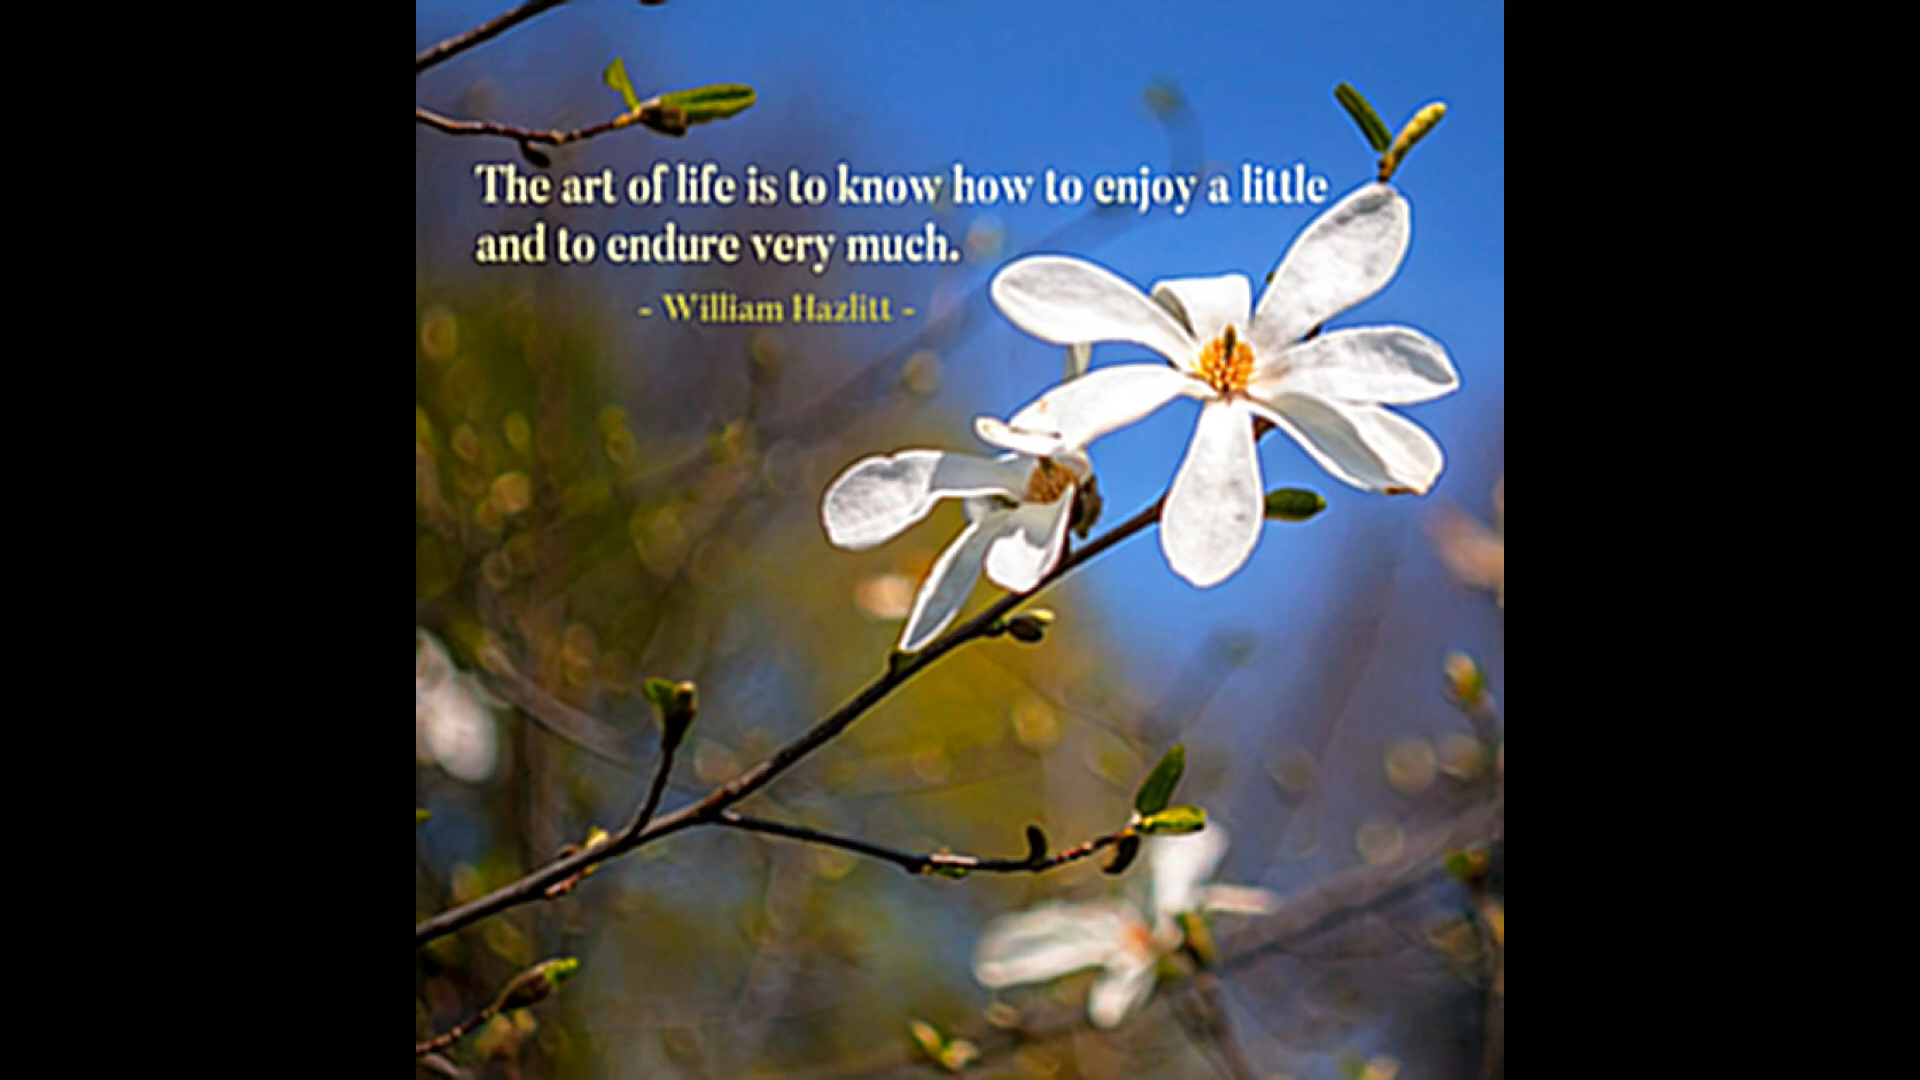 The art of life is to know how to enjoy a little
and to endure very much.
- William Hazlitt -